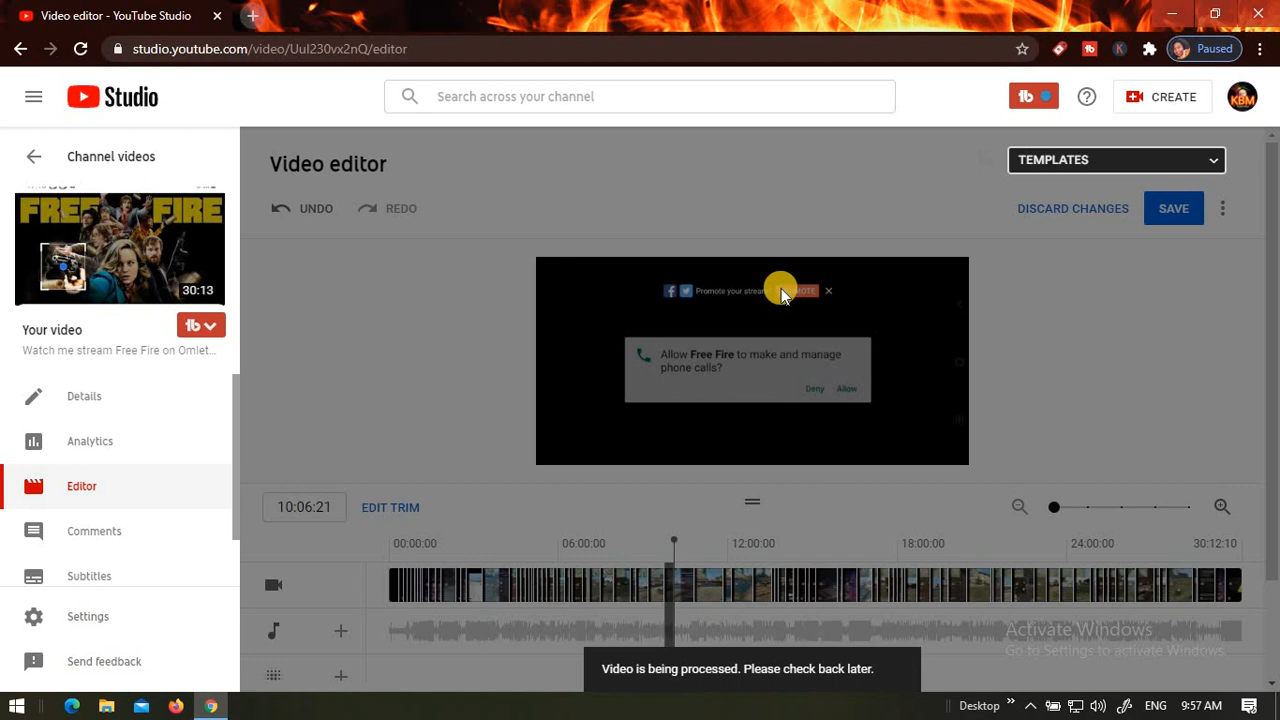 Video editor - YouTube Studio
studio.youtube.com/video/UuI230vx2nQ/editor
Paused
Studio
Search across your channel
CREATE
KBM
Channel videos
Video editor
TEMPLATES
UNDO
REDO
DISCARD CHANGES
SAVE
FREE FIRE
30:13
Your video
Watch me stream Free Fire on Omlet...
Promote your stream
Allow Free Fire to make and manage
phone calls?
Deny
Allow
Details
Analytics
Editor
Comments
Subtitles
Settings
Send feedback
10:06:21
EDIT TRIM
00:00:00
06:00:00
12:00:00
18:00:00
24:00:00
30:12:10
Activate Windows
Go to Settings to activate Windows.
Video is being processed. Please check back later.
Desktop
ENG
9:57 AM